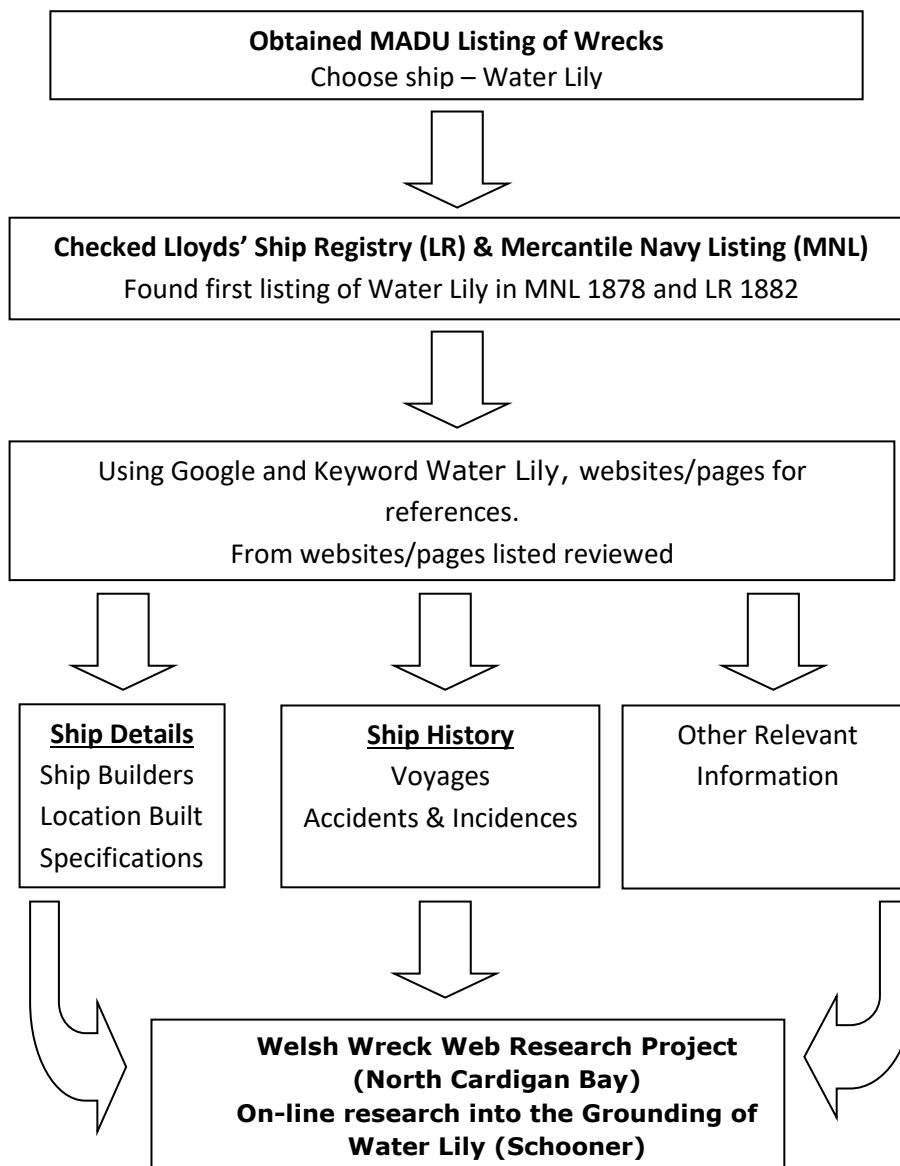 Obtained MADU Listing of Wrecks
Choose ship – Water Lily
Checked Lloyds’ Ship Registry (LR) & Mercantile Navy Listing (MNL)
Found first listing of Water Lily in MNL 1878 and LR 1882
Using Google and Keyword Water Lily, websites/pages for
references.
From websites/pages listed reviewed
Ship Details
Ship Builders
Location Built
Specifications
Ship History
Voyages
Accidents & Incidences
Other Relevant
Information
Welsh Wreck Web Research Project
(North Cardigan Bay)
On-line research into the Grounding of
Water Lily (Schooner)